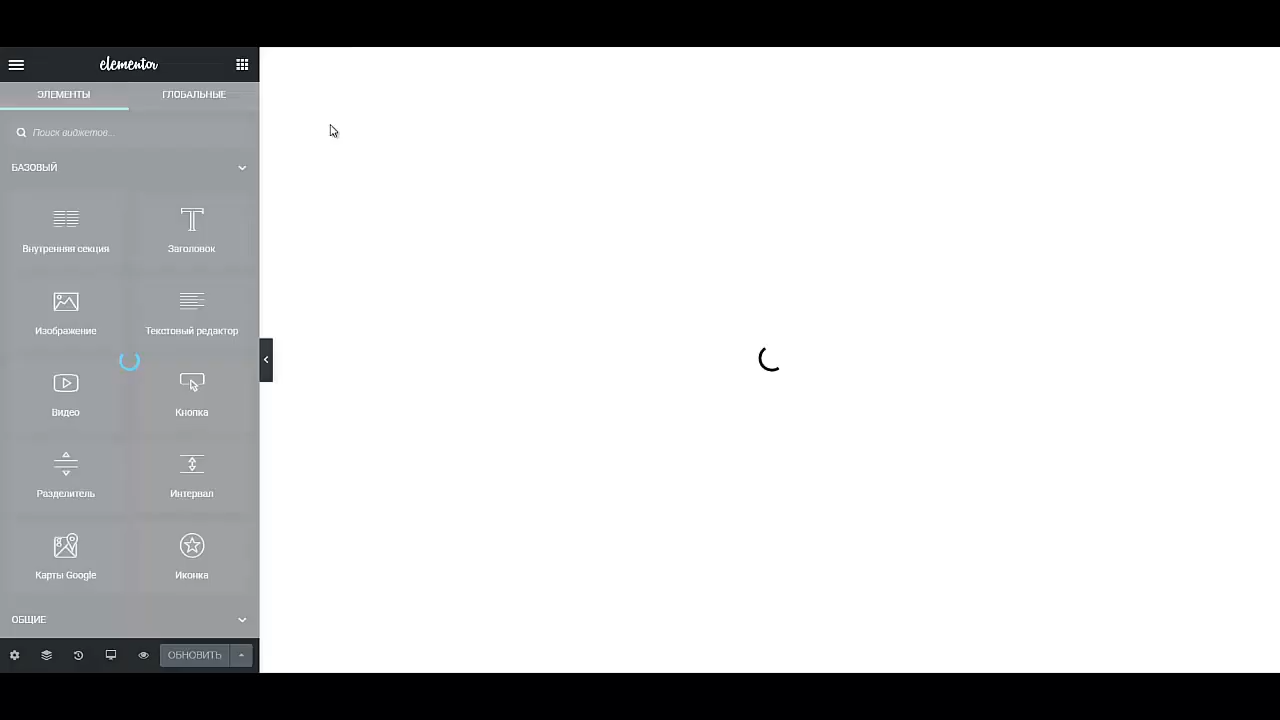 elementor
ЭЛЕМЕНТЫ ГЛОБАЛЬНЫЕ
Поиск виджетов...
БАЗОВЫЙ
Внутренняя секция Заголовок
Изображение Текстовый редактор
Видео Кнопка
Разделитель Интервал
Карты Google Иконка
ОБЩИЕ
ОБНОВИТЬ